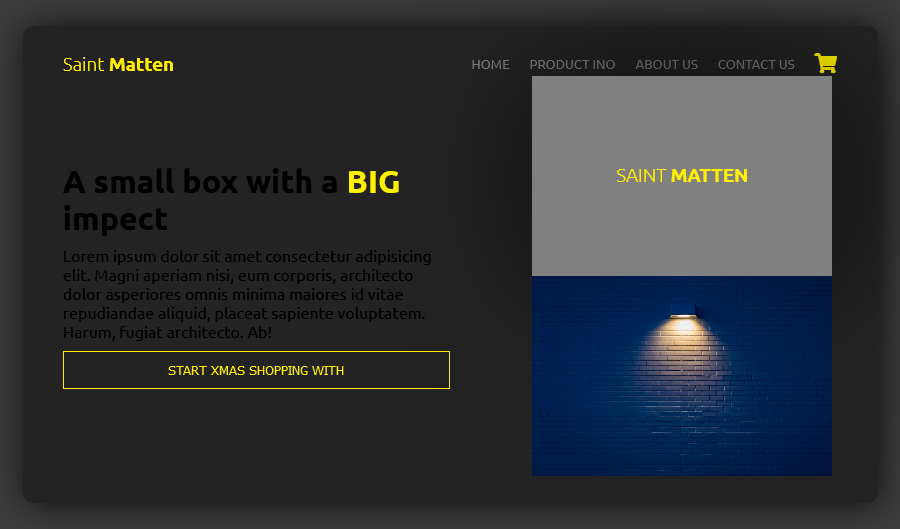 Saint Matten
HOME PRODUCT INO ABOUT US CONTACT US
SAINT MATTEN
A small box with a BIG
impect
Lorem ipsum dolor sit amet consectetur adipisicing
elit. Magni aperiam nisi, eum corporis, architecto
dolor asperiores omnis minima maiores id vitae
repudiandae aliquid, placeat sapiente voluptatem.
Harum, fugiat architecto. Ab!
START XMAS SHOPPING WITH